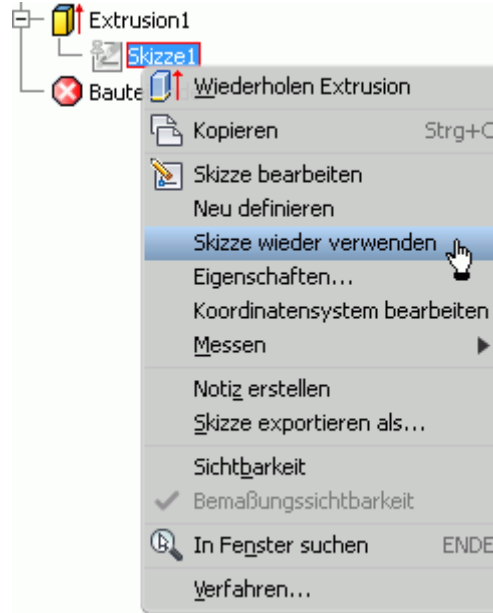 Extrusion1
Skizze1
Baute
Wiederholen Extrusion
Kopieren Strg+C
Skizze bearbeiten
Neu definieren
Skizze wieder verwenden
Eigenschaften...
Koordinatensystem bearbeiten
Messen
Notiz erstellen
Skizze exportieren als...
Sichtbarkeit
Bemaßungssichtbarkeit
In Fenster suchen ENDE
Verfahren...